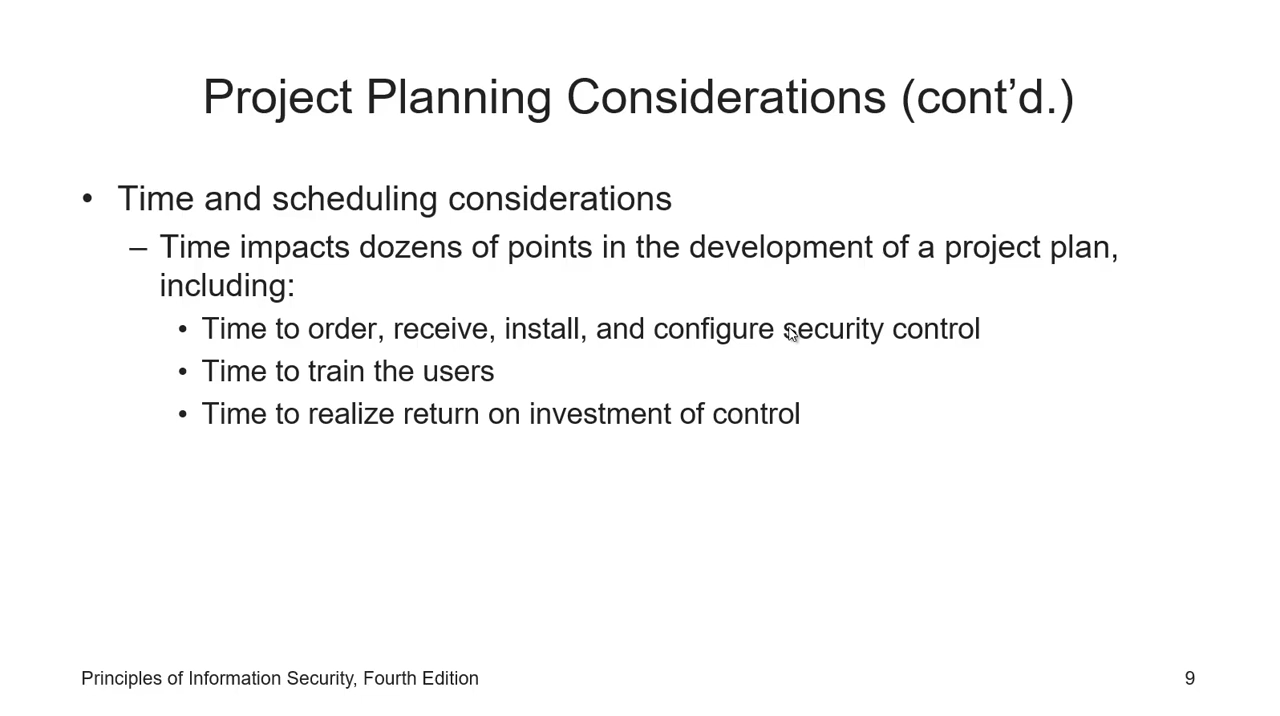 Project Planning Considerations (cont’d.)
• Time and scheduling considerations
– Time impacts dozens of points in the development of a project plan,
including:
• Time to order, receive, install, and configure security control
• Time to train the users
• Time to realize return on investment of control
Principles of Information Security, Fourth Edition
9